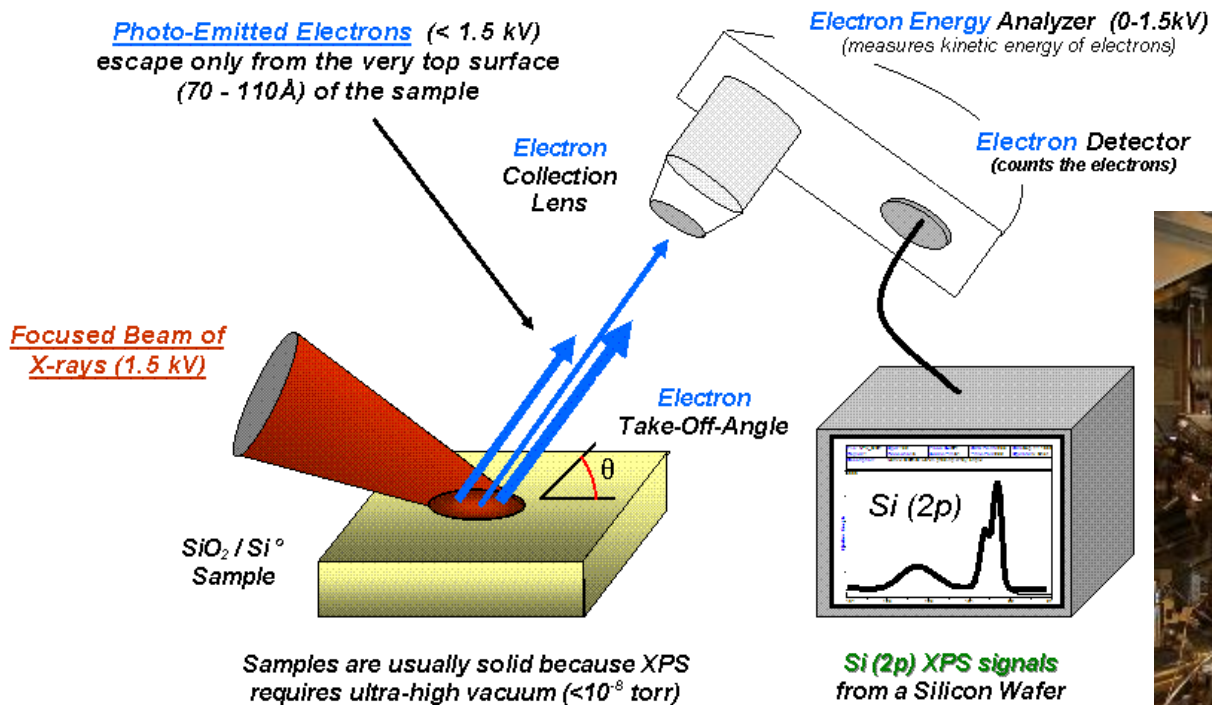 Photo-Emitted Electrons (< 1.5 kV)
escape only from the very top surface
(70 - 110Å) of the sample
Electron Energy Analyzer (0-1.5kV)
(measures kinetic energy of electrons)
Electron
Collection
Lens
Electron Detector
(counts the electrons)
Focused Beam of
X-rays (1.5 kV)
Electron
Take-Off-Angle
θ
Si (2p)
SiO₂ / Si°
Sample
Samples are usually solid because XPS
requires ultra-high vacuum (<10⁻⁸ torr)
Si (2p) XPS signals
from a Silicon Wafer